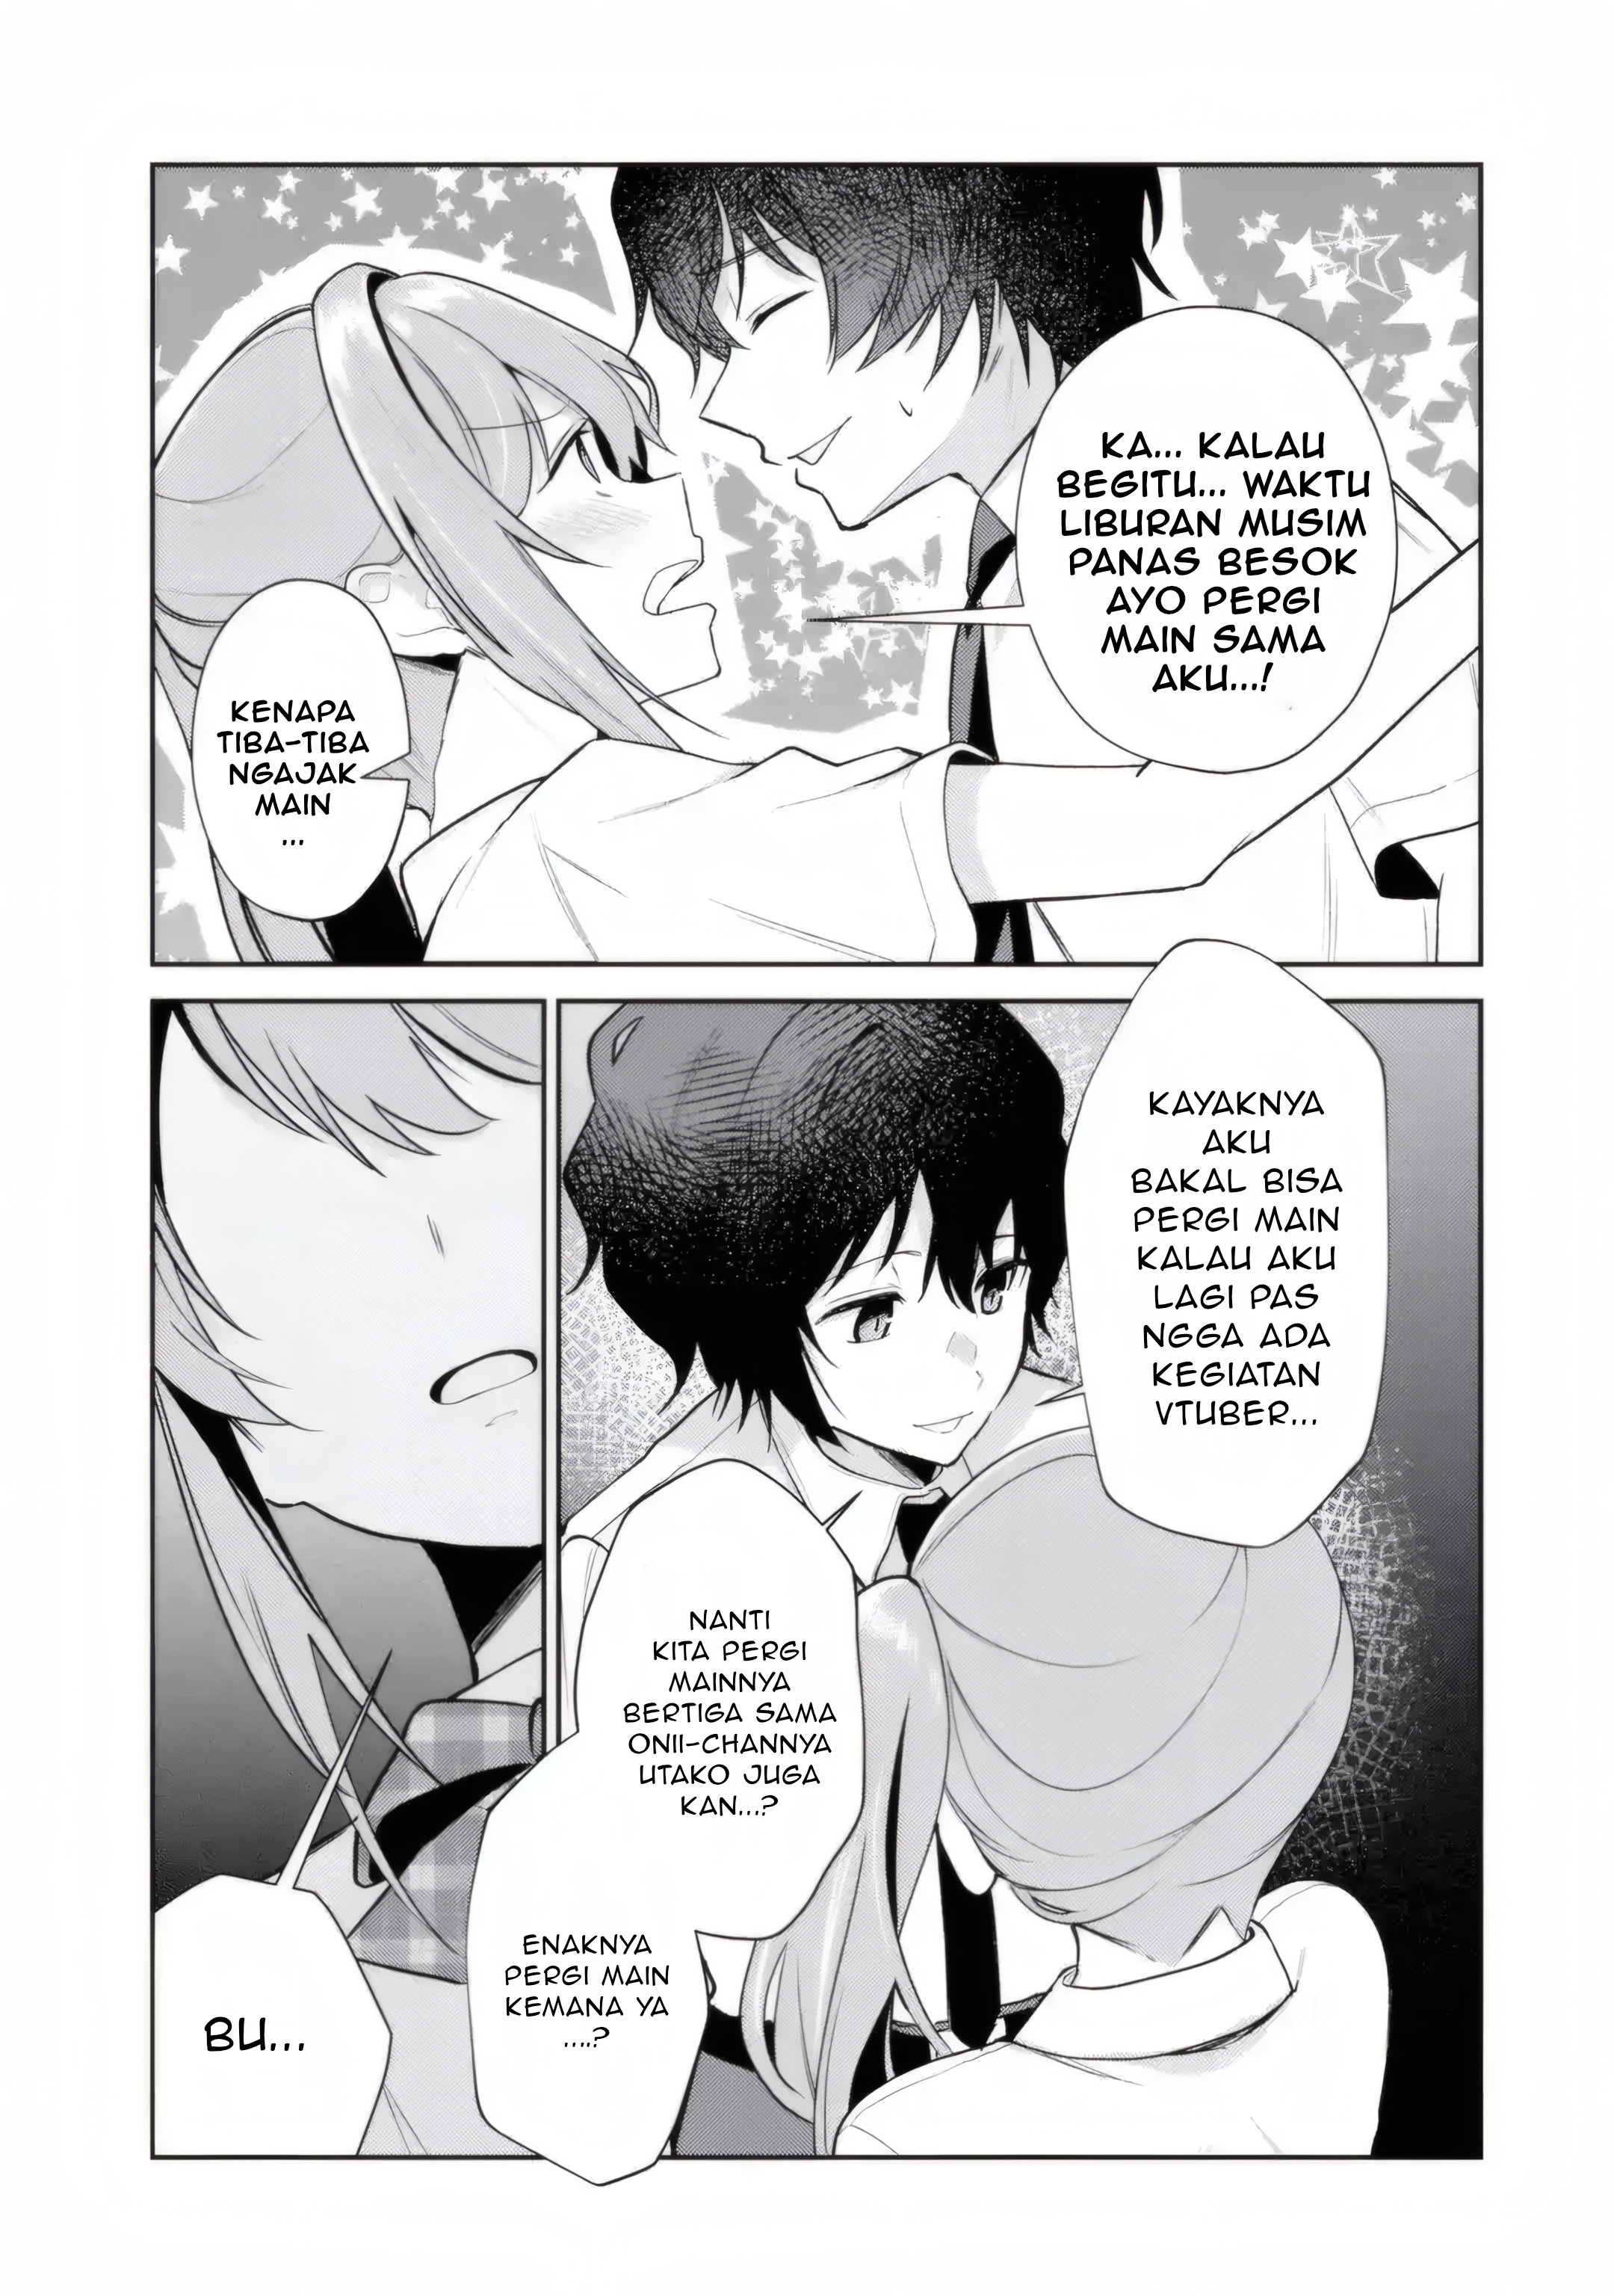 KA... KALAU
BEGITU... WAKTU
LIBURAN MUSIM
PANAS BESOK
AYO PERGI
MAIN SAMA
AKU...!
KENAPA
TIBA-TIBA
NGAJAK
MAIN
...
KAYAKNYA
AKU
BAKAL BISA
PERGI MAIN
KALAU AKU
LAGI PAS
NGGA ADA
KEGIATAN
VTUBER...
NANTI
KITA PERGI
MAINNYA
BERTIGA SAMA
ONII-CHANNYA
UTAKO JUGA
KAN...?
ENAKNYA
PERGI MAIN
KEMANA YA
....?
BU...